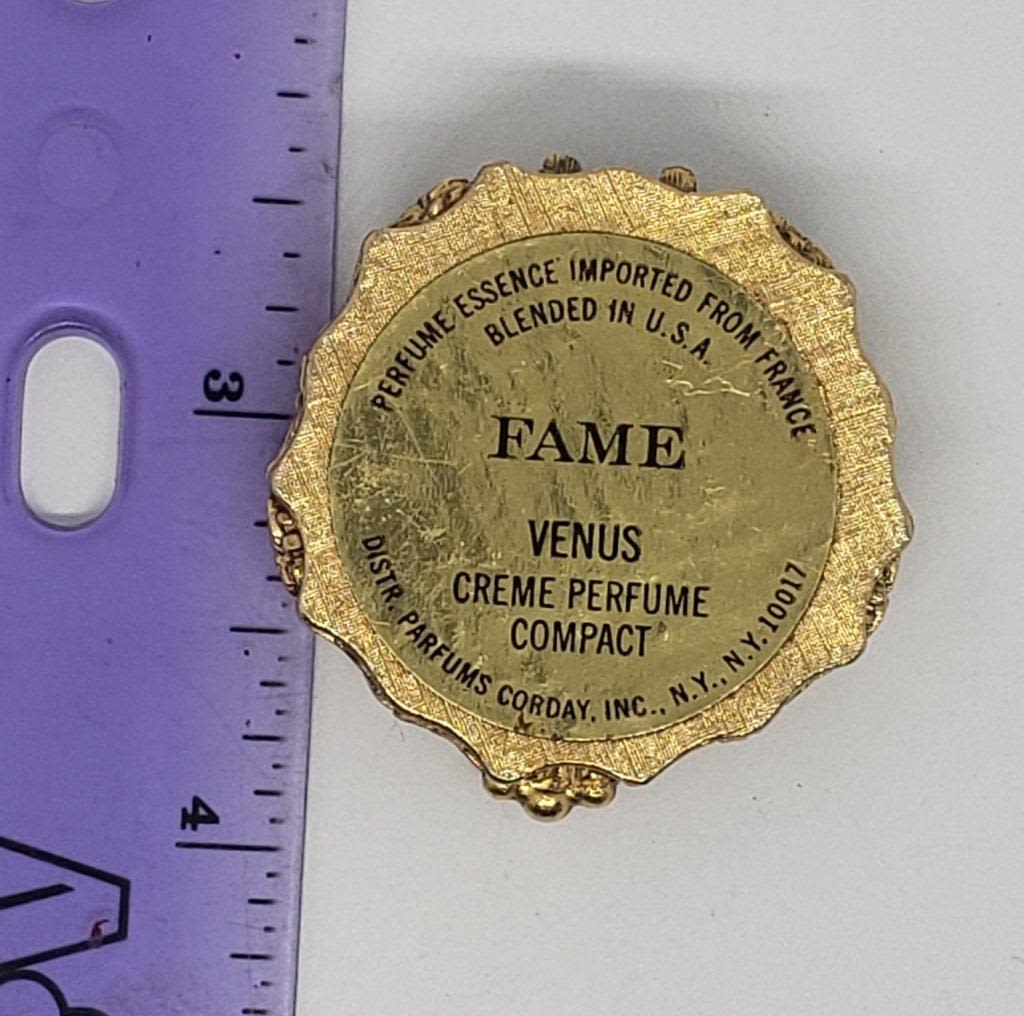 PERFUME ESSENCE IMPORTED FROM FRANCE
BLENDED IN U.S.A.
FAME
VENUS
CREME PERFUME
COMPACT
DISTR. PARFUMS CORDAY, INC., N.Y., N.Y. 10017
3
4